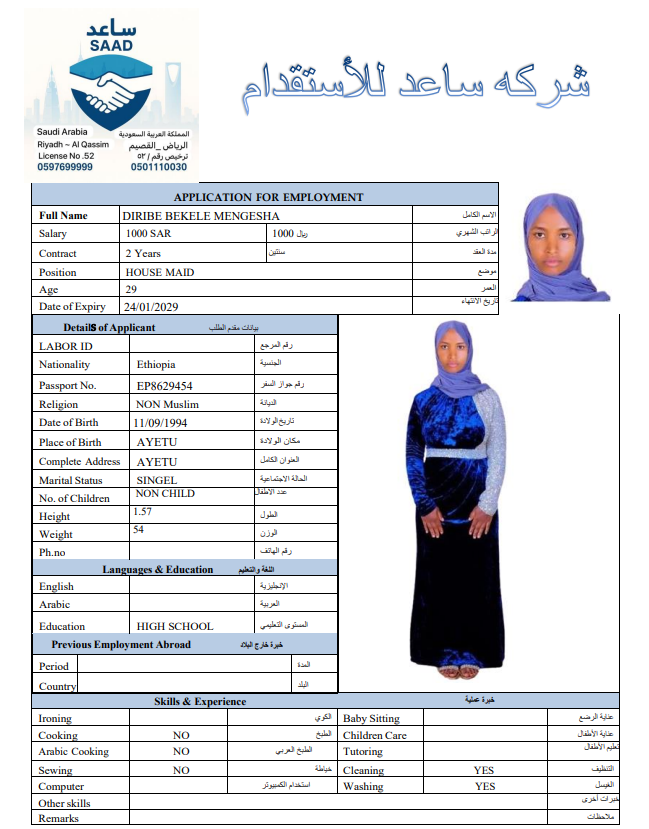 ساعد
SAAD
Saudi Arabia
المملكة العربية السعودية
Riyadh ~ Al Qassim
الرياض _القصيم
License No .52
ترخيص رقم / ٥٢
0597699999
0501110030
شركه ساعد للأستقدام
APPLICATION FOR EMPLOYMENT
Full Name DIRIBE BEKELE MENGESHA الاسم الكامل
Salary 1000 SAR 1000 ريال الراتب الشهري
Contract 2 Years سنتين مدة العقد
Position HOUSE MAID موضع
Age 29 العمر
Date of Expiry 24/01/2029 تاريخ الانتهاء
Details of Applicant بيانات مقدم الطلب
LABOR ID رقم المرجع
Nationality Ethiopia الجنسية
Passport No. EP8629454 رقم جواز السفر
Religion NON Muslim الديانة
Date of Birth 11/09/1994 تاريخ الولادة
Place of Birth AYETU مكان الولادة
Complete Address AYETU العنوان الكامل
Marital Status SINGEL الحالة الاجتماعية
No. of Children NON CHILD عدد الاطفال
Height 1.57 الطول
Weight 54 الوزن
Ph.no رقم الهاتف
Languages & Education اللغة والتعليم
English الإنجليزية
Arabic العربية
Education HIGH SCHOOL المستوى التعليمي
Previous Employment Abroad خبرة خارج البلاد
Period المدة
Country البلد
Skills & Experience خبرة عملية
Ironing الكوي Baby Sitting عناية الرضع
Cooking NO الطبخ Children Care عناية الأطفال
Arabic Cooking NO الطبخ العربي Tutoring تعليم الأطفال
Sewing NO خياطة Cleaning YES التنظيف
Computer استخدام الكمبيوتر Washing YES الغيسل
Other skills خبرات أخرى
Remarks ملاحظات